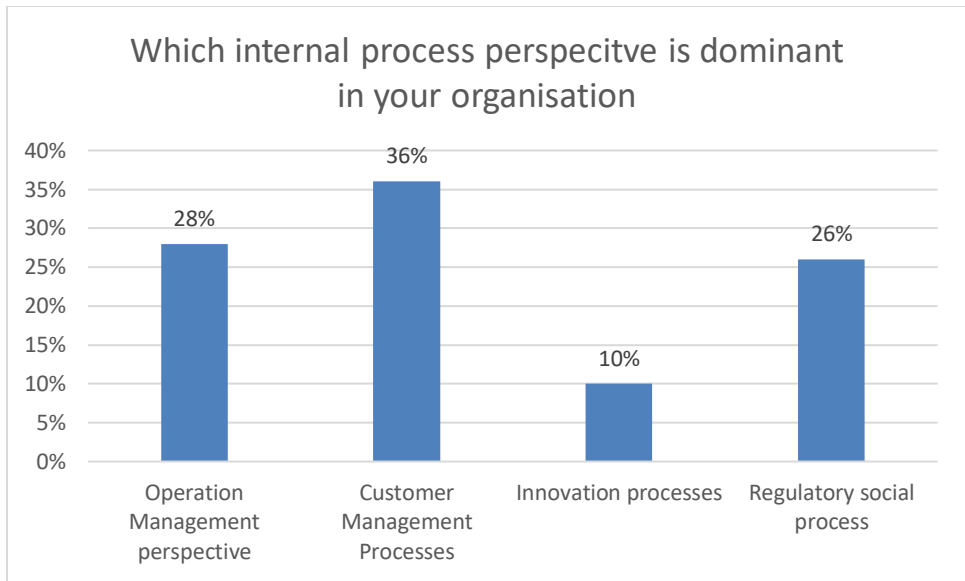 Which internal process perspecitve is dominant
in your organisation
40%
35%
30%
25%
20%
15%
10%
5%
0%
28%
36%
10%
26%
Operation
Management
perspective
Customer
Management
Processes
Innovation processes
Regulatory social
process